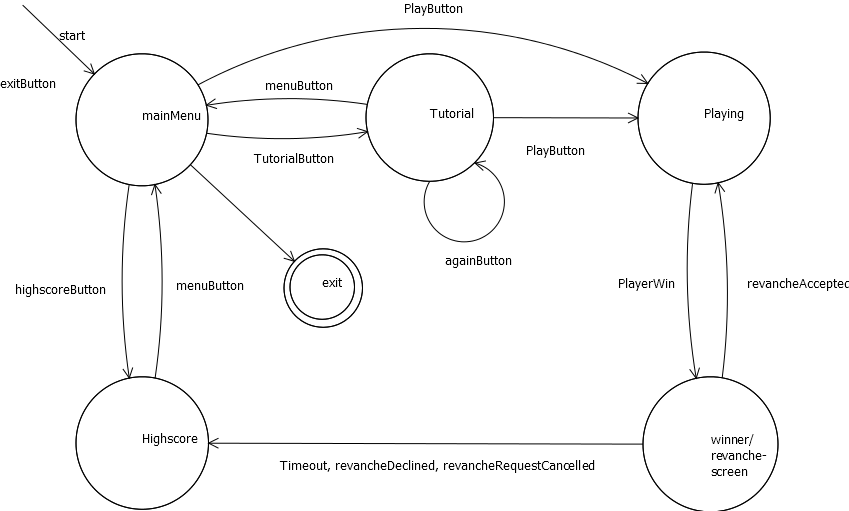 PlayButton
start
exitButton
menuButton
mainMenu
Tutorial
Playing
TutorialButton
PlayButton
againButton
highscoreButton
menuButton
exit
PlayerWin
revancheAccepted
Highscore
winner/
revanche-
screen
Timeout, revancheDeclined, revancheRequestCancelled